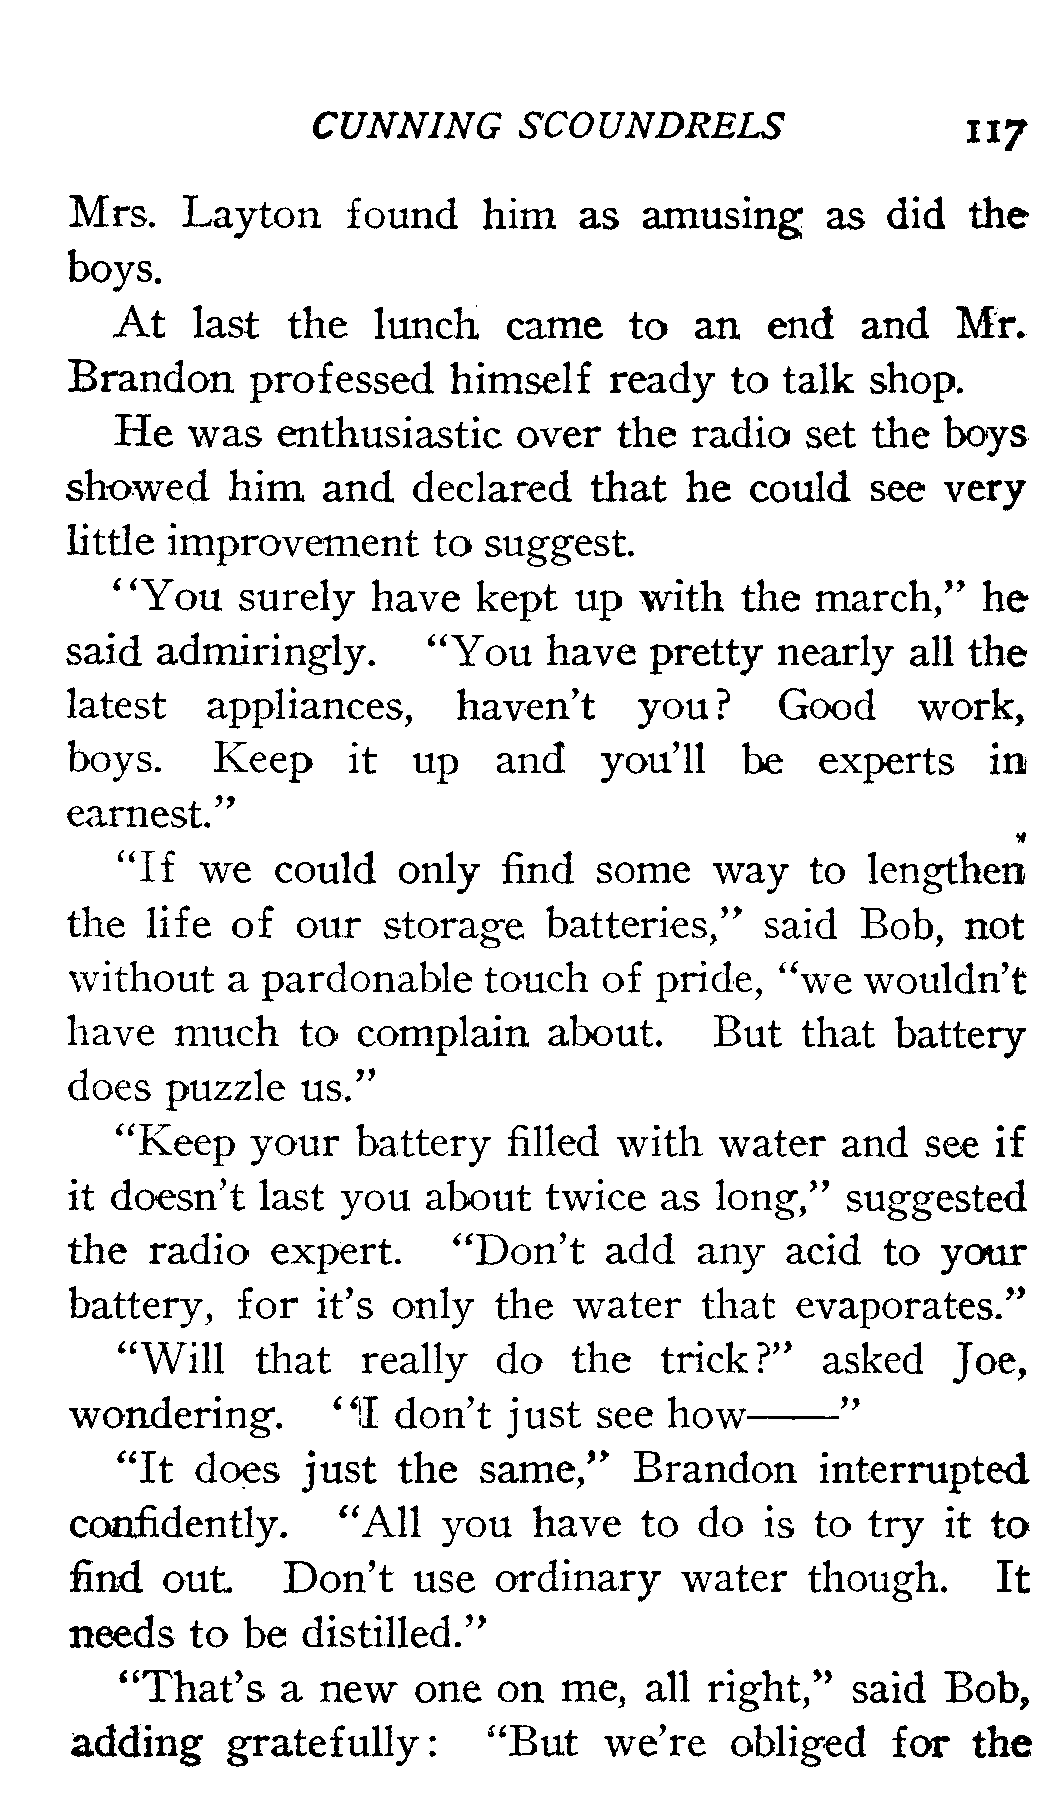 CUNNING SCOUNDRELS 117
Mrs. Layton found him as amusing as did the
boys.
At last the lunch came to an end and Mr.
Brandon professed himself ready to talk shop.
He was enthusiastic over the radio set the boys
showed him and declared that he could see very
little improvement to suggest.
“You surely have kept up with the march,” he
said admiringly. “You have pretty nearly all the
latest appliances, haven’t you? Good work,
boys. Keep it up and you’ll be experts in
earnest.”
“If we could only find some way to lengthen
the life of our storage batteries,” said Bob, not
without a pardonable touch of pride, “we wouldn’t
have much to complain about. But that battery
does puzzle us.”
“Keep your battery filled with water and see if
it doesn’t last you about twice as long,” suggested
the radio expert. “Don’t add any acid to your
battery, for it’s only the water that evaporates.”
“Will that really do the trick?” asked Joe,
wondering. “I don’t just see how——”
“It does just the same,” Brandon interrupted
confidently. “All you have to do is to try it to
find out. Don’t use ordinary water though. It
needs to be distilled.”
“That’s a new one on me, all right,” said Bob,
adding gratefully: “But we’re obliged for the